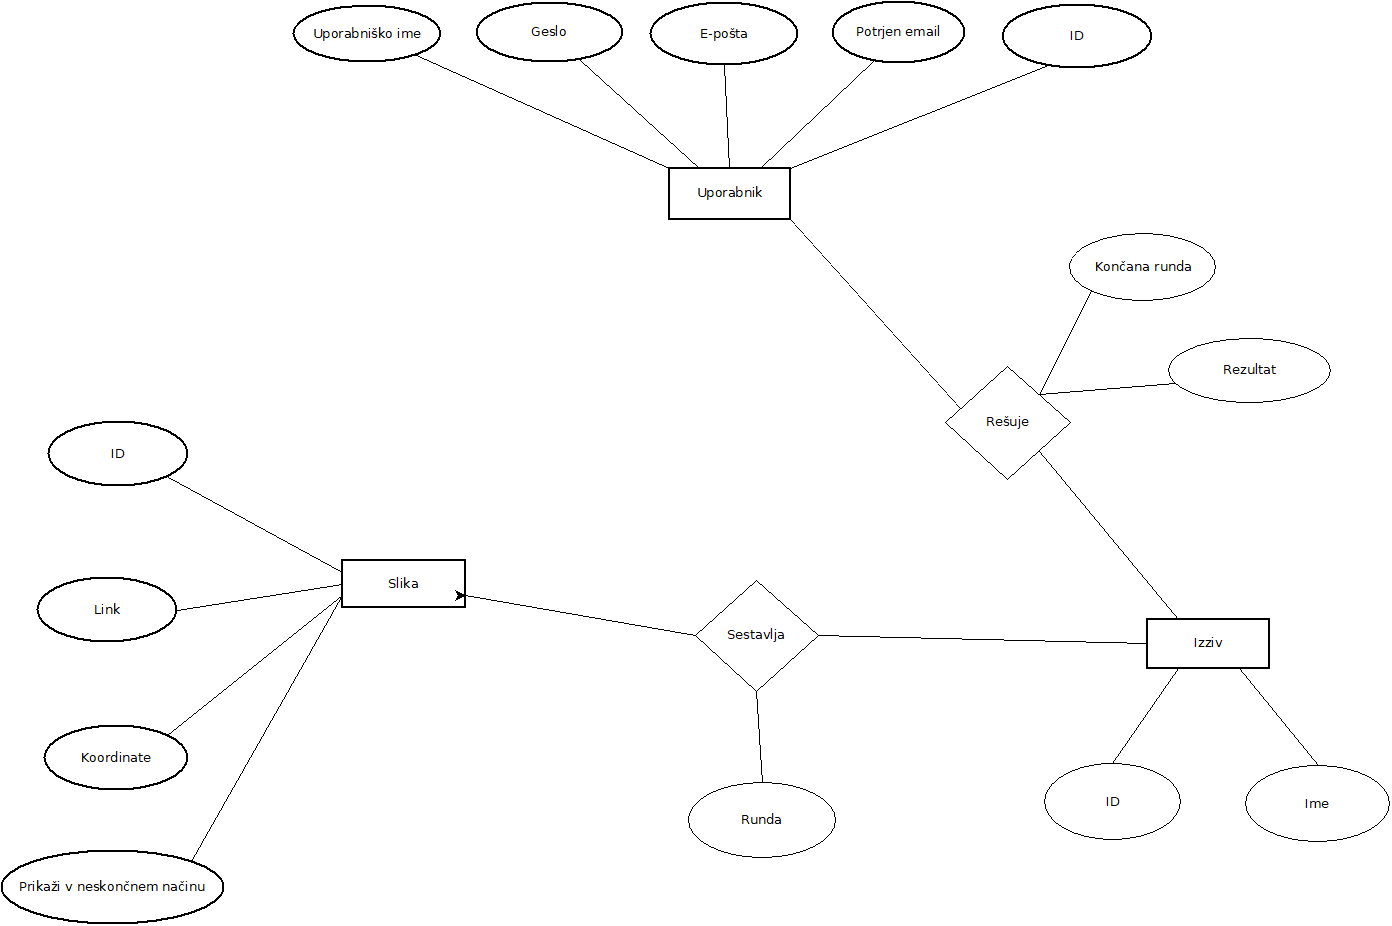 Uporabniško ime
Geslo
E-pošta
Potrjen email
ID
Uporabnik
Končana runda
Rezultat
Rešuje
ID
Slika
Link
Sestavlja
Izziv
Koordinate
ID
Ime
Runda
Prikaži v neskončnem načinu